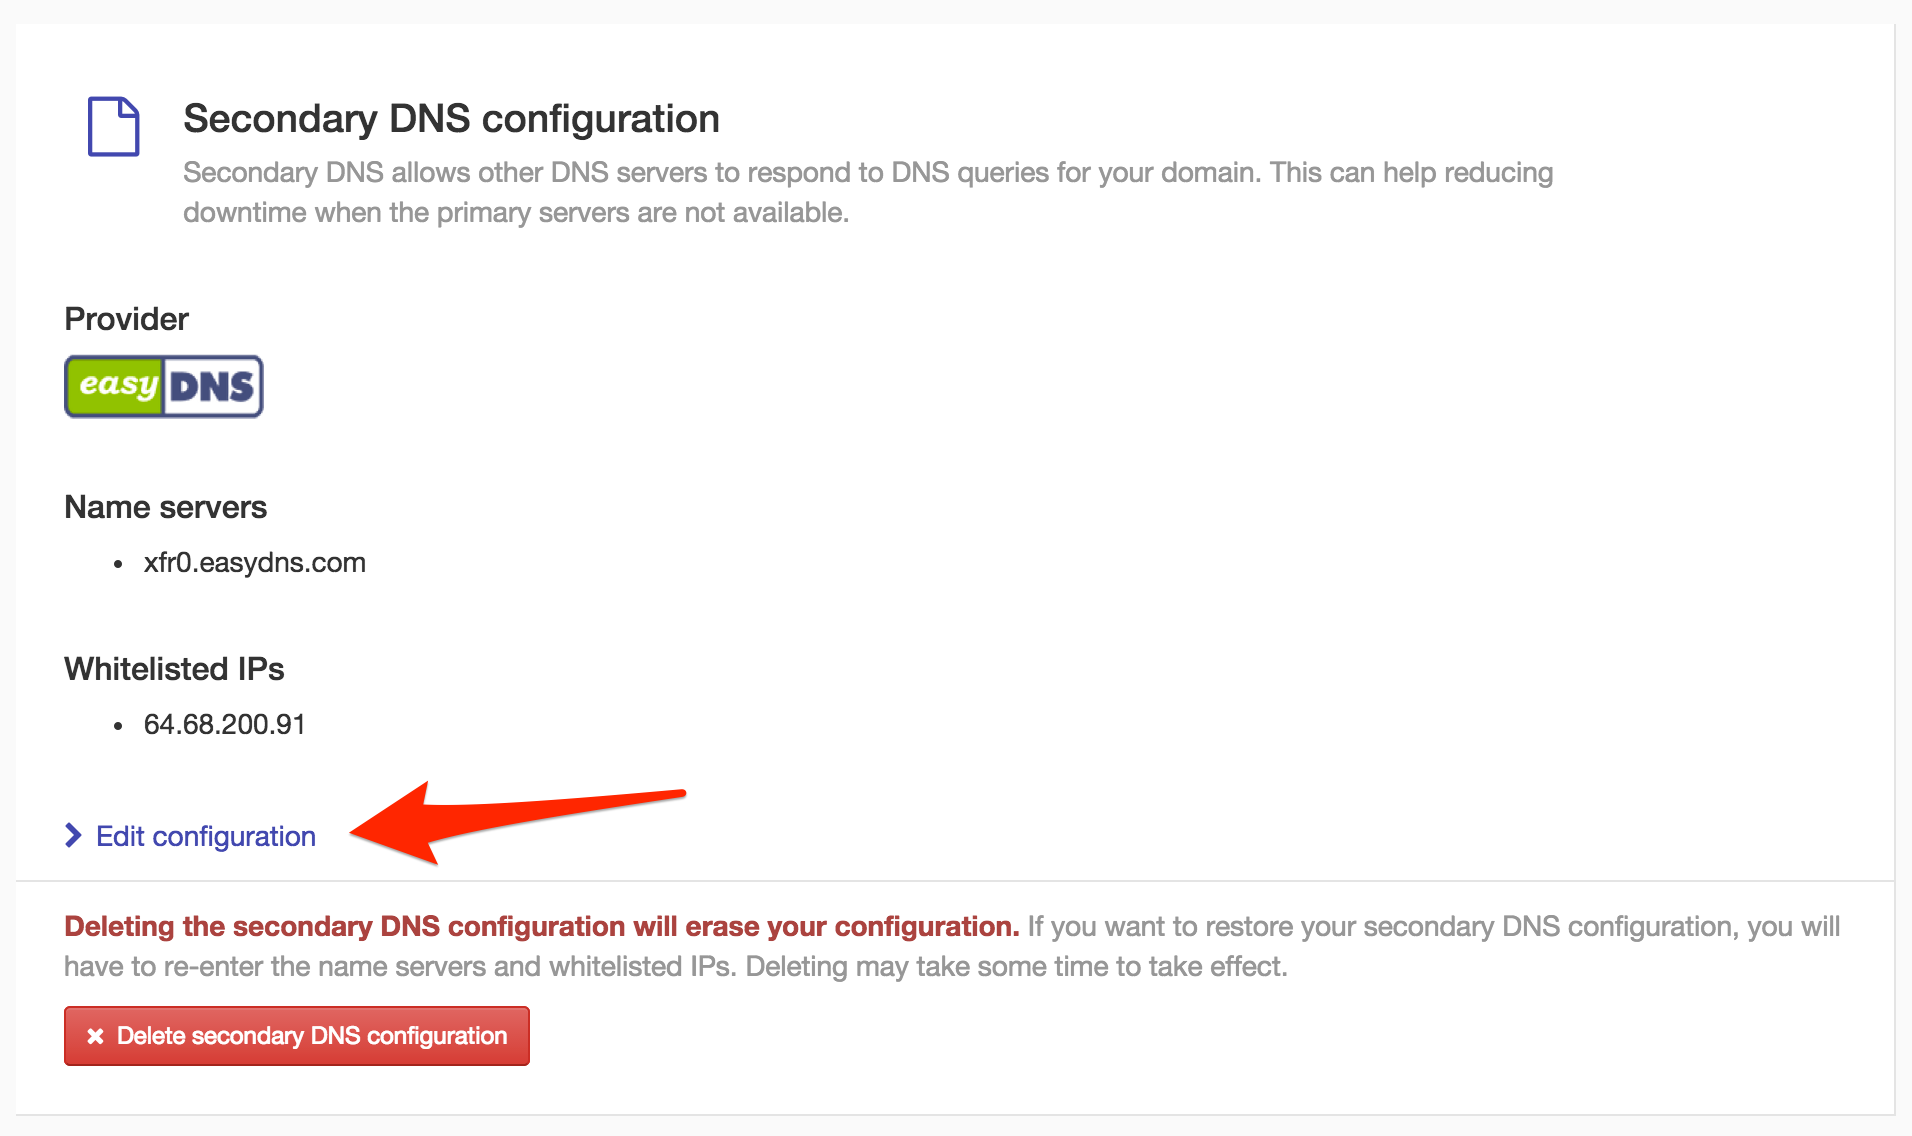 Secondary DNS configuration
Secondary DNS allows other DNS servers to respond to DNS queries for your domain. This can help reducing
downtime when the primary servers are not available.
Provider
easyDNS
Name servers
• xfr0.easydns.com
Whitelisted IPs
• 64.68.200.91
Edit configuration
Deleting the secondary DNS configuration will erase your configuration. If you want to restore your secondary DNS configuration, you will
have to re-enter the name servers and whitelisted IPs. Deleting may take some time to take effect.
Delete secondary DNS configuration